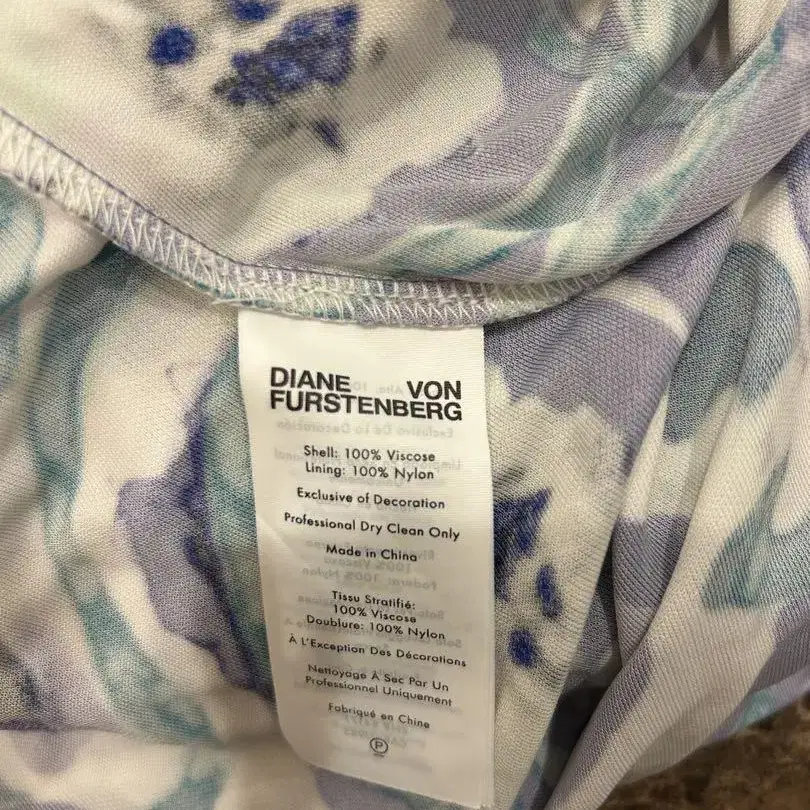 DIANE VON
FURSTENBERG
Shell: 100% Viscose
Lining: 100% Nylon
Exclusive of Decoration
Professional Dry Clean Only
Made in China
Tissu Stratifié:
100% Viscose
Doublure: 100% Nylon
À L'Exception Des Décorations
Nettoyage À Sec Par Un
Professionnel Uniquement
Fabriqué en Chine
P